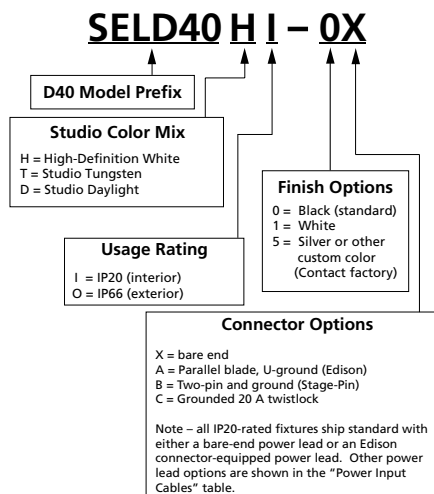 SELD40 H I – 0X
D40 Model Prefix
Studio Color Mix
H = High-Definition White
T = Studio Tungsten
D = Studio Daylight
Usage Rating
I = IP20 (interior)
O = IP66 (exterior)
Finish Options
0 = Black (standard)
1 = White
5 = Silver or other
custom color
(Contact factory)
Connector Options
X = bare end
A = Parallel blade, U-ground (Edison)
B = Two-pin and ground (Stage-Pin)
C = Grounded 20 A twistlock
Note – all IP20-rated fixtures ship standard with
either a bare-end power lead or an Edison
connector-equipped power lead. Other power
lead options are shown in the “Power Input
Cables” table.